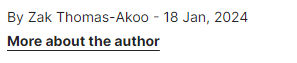 By Zak Thomas-Akoo - 18 Jan, 2024
More about the author